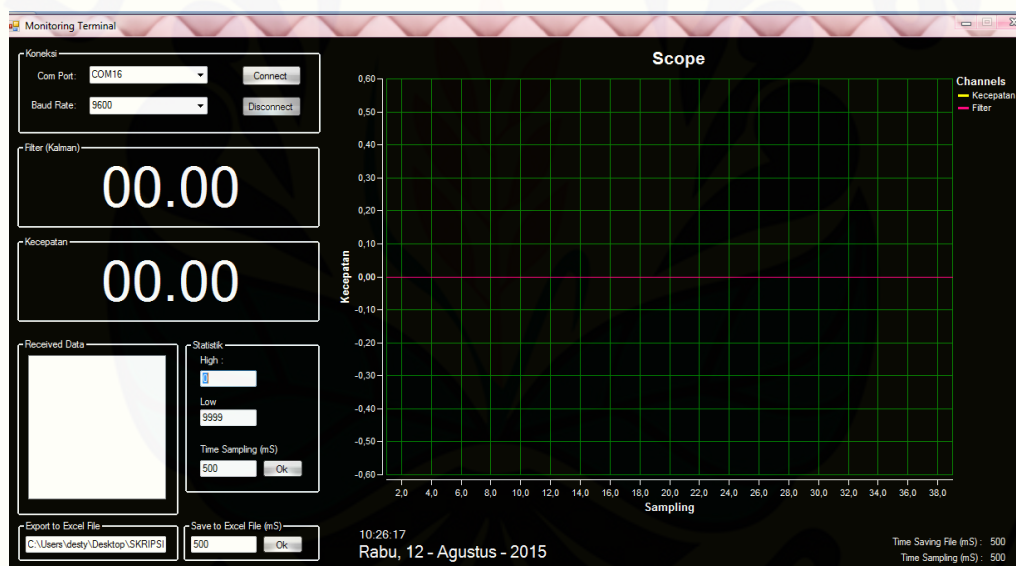 Monitoring Terminal
Koneksi
Com Port: COM16 Connect
Baud Rate: 9600 Disconnect
Filter (Kalman)
00.00
Kecepatan
00.00
Received Data
Statistik
High :
0
Low
9999
Time Sampling (mS)
500 Ok
Export to Excel File
C:\Users\desty\Desktop\SKRIPSI
Save to Excel File (mS)
500 Ok
Scope
Kecepatan
0,60
0,50
0,40
0,30
0,20
0,10
0,00
-0,10
-0,20
-0,30
-0,40
-0,50
-0,60
2,0 4,0 6,0 8,0 10,0 12,0 14,0 16,0 18,0 20,0 22,0 24,0 26,0 28,0 30,0 32,0 34,0 36,0 38,0
Sampling
Channels
Kecepatan
Filter
10:26:17
Rabu, 12 - Agustus - 2015
Time Saving File (mS) : 500
Time Sampling (mS) : 500